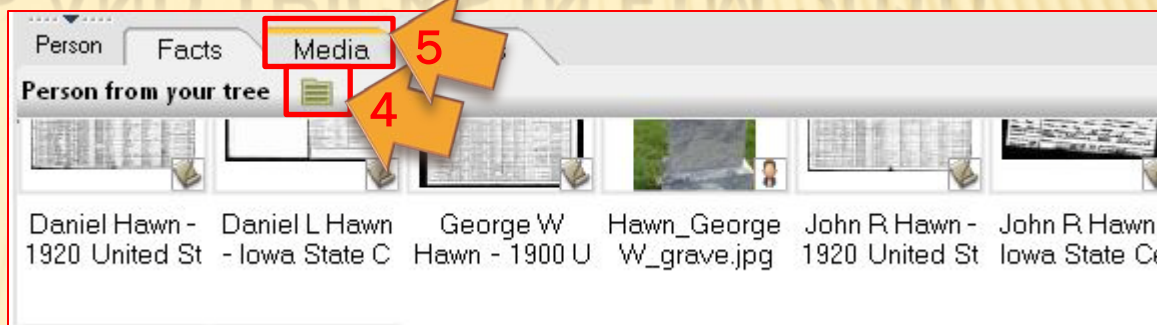 Person Facts Media 5
Person from your tree 4
Daniel Hawn - Daniel L Hawn George W Hawn_George John R Hawn - John R Hawn
1920 United St - Iowa State C Hawn - 1900 U W_grave.jpg 1920 United St Iowa State Ce